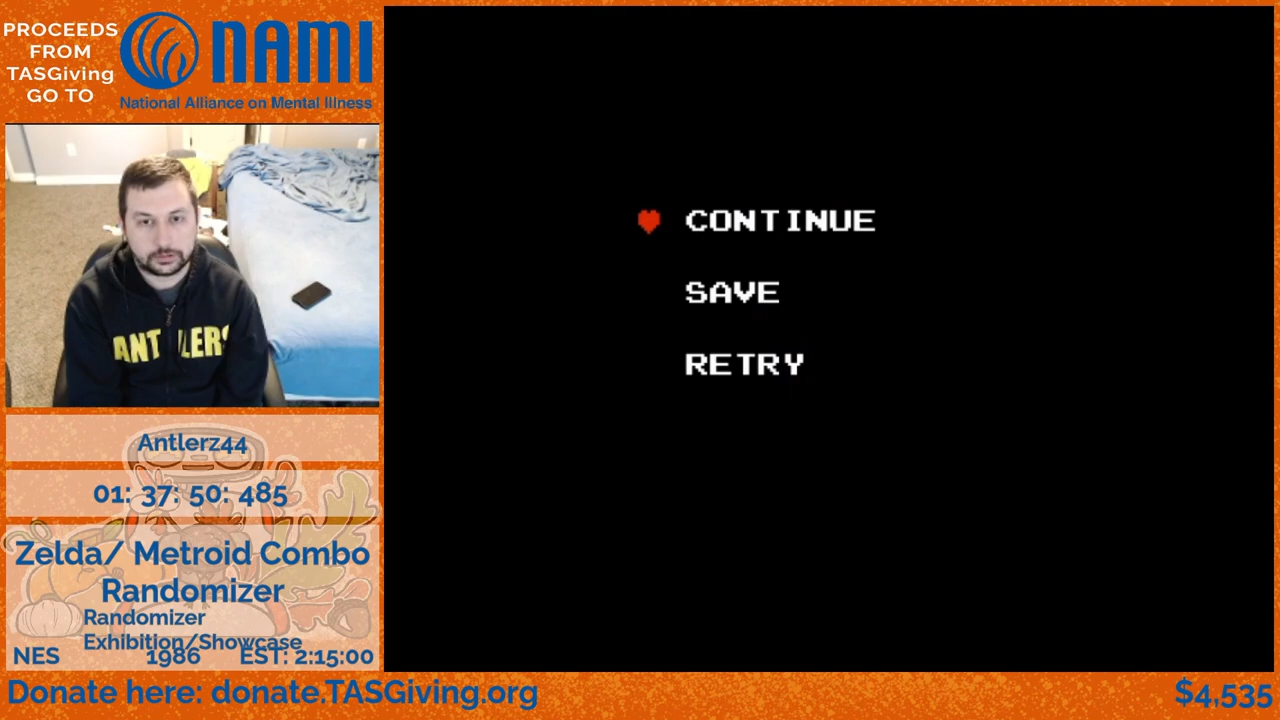 PROCEEDS
FROM
TASGiving
GO TO
NAMI
National Alliance on Mental Illness
ANTLERS
Antlerz44
01: 37: 50: 485
Zelda/ Metroid Combo
Randomizer
Randomizer
Exhibition/Showcase
NES 1986 EST: 2:15:00
CONTINUE
SAVE
RETRY
Donate here: donate.TASGiving.org $4,535